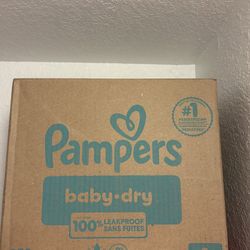 #1
Pampers
baby-dry
100% LEAKPROOF
SANS FUITES